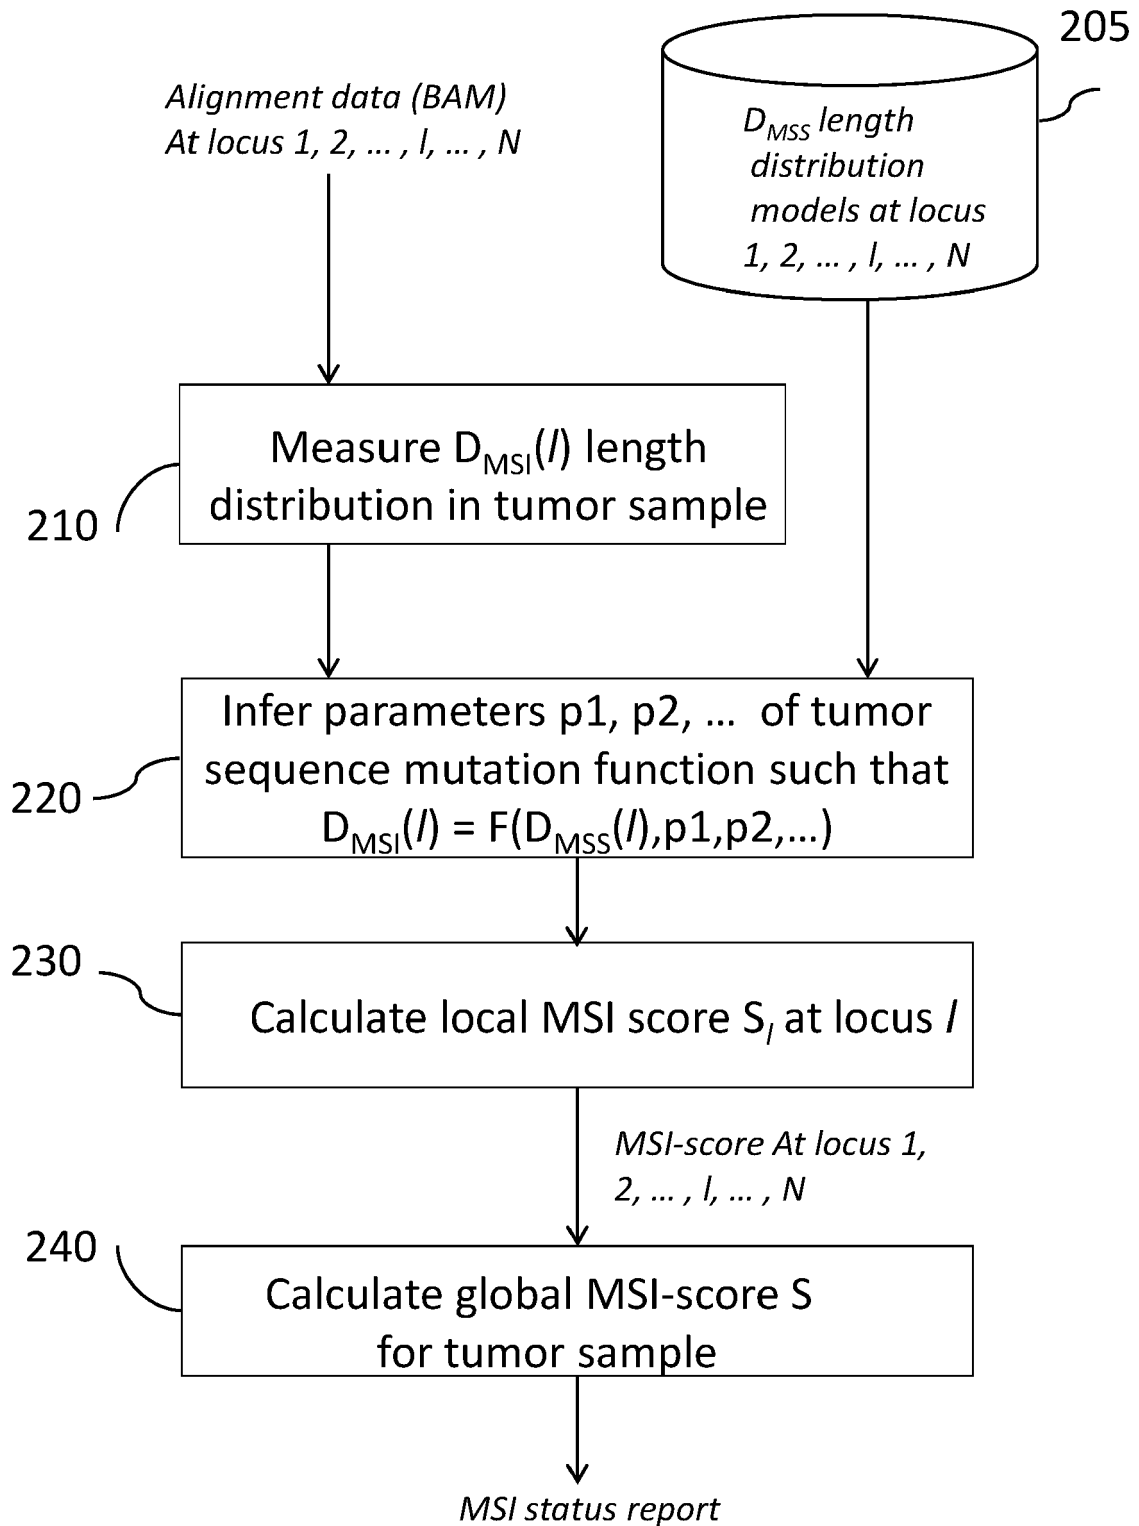 205
Alignment data (BAM)
At locus 1, 2, … , l, … , N
DMSS length
distribution
models at locus
1, 2, … , l, … , N
Measure DMSI(l) length
distribution in tumor sample
210
Infer parameters p1, p2, … of tumor
sequence mutation function such that
DMSI(l) = F(DMSS(l),p1,p2,…)
220
230
Calculate local MSI score Sl at locus l
MSI-score At locus 1,
2, … , l, … , N
240
Calculate global MSI-score S
for tumor sample
MSI status report